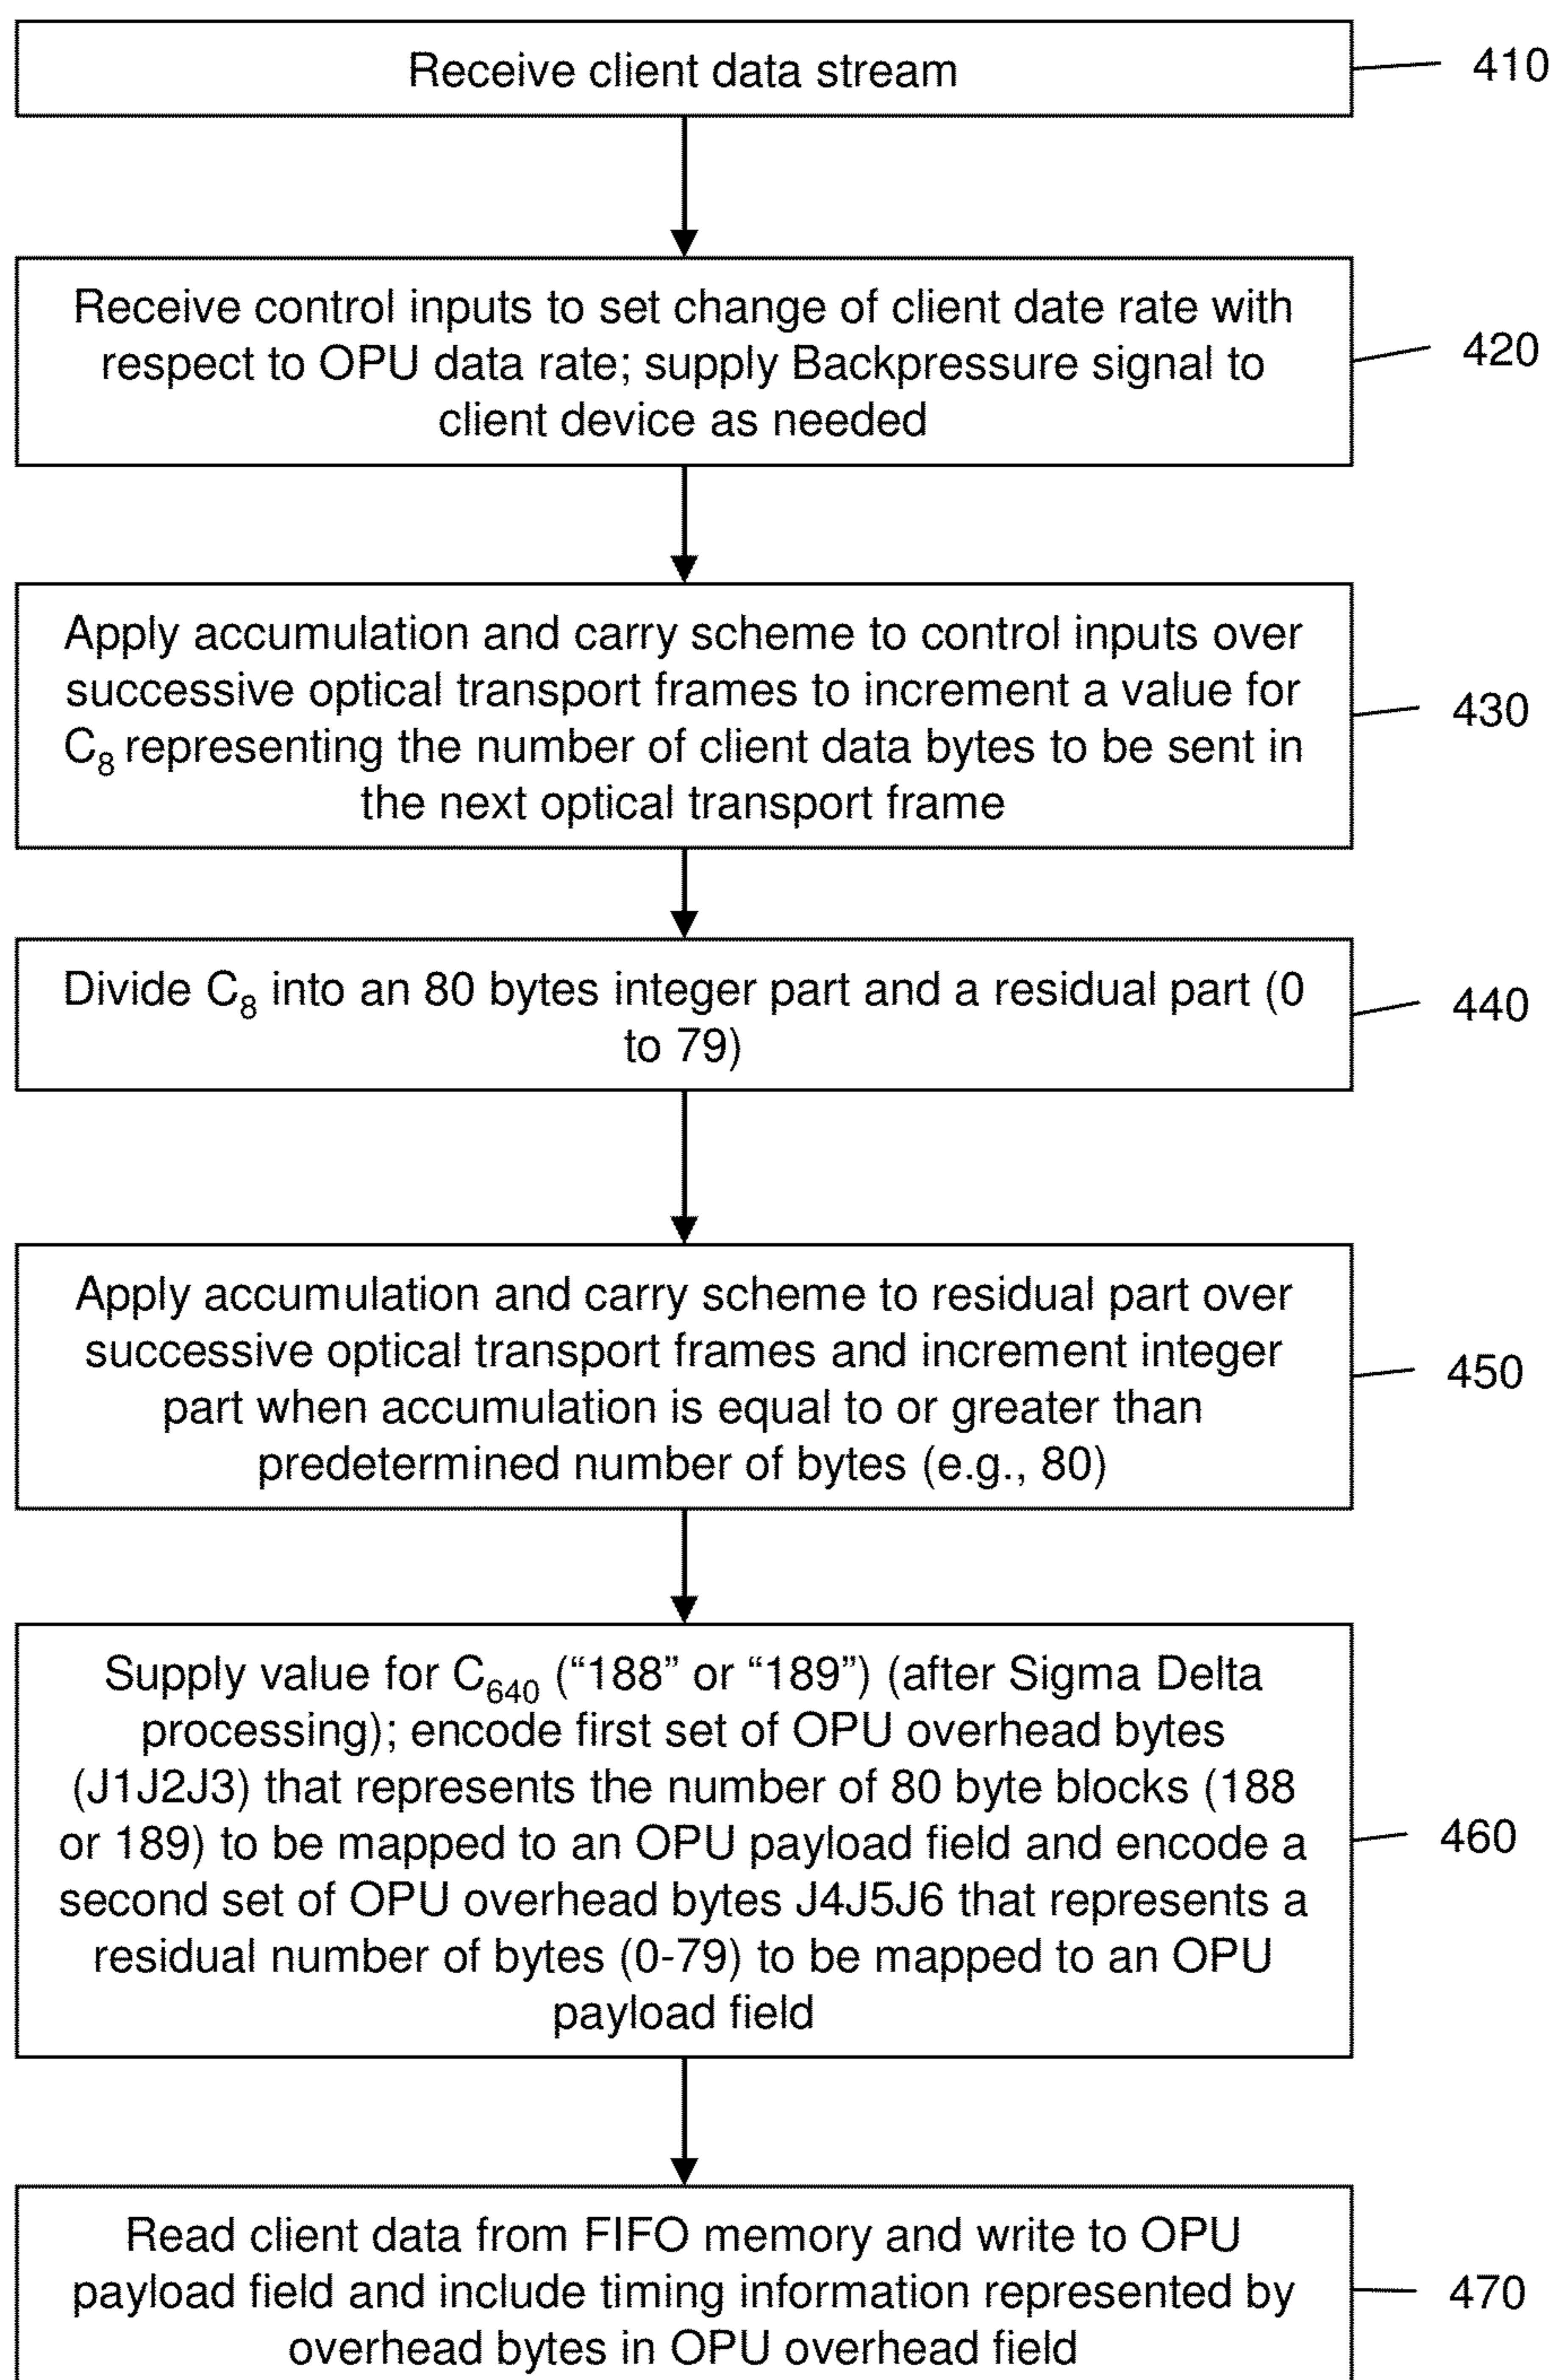 Receive client data stream
410
Receive control inputs to set change of client date rate with
respect to OPU data rate; supply Backpressure signal to
client device as needed
420
Apply accumulation and carry scheme to control inputs over
successive optical transport frames to increment a value for
C8 representing the number of client data bytes to be sent in
the next optical transport frame
430
Divide C8 into an 80 bytes integer part and a residual part (0
to 79)
440
Apply accumulation and carry scheme to residual part over
successive optical transport frames and increment integer
part when accumulation is equal to or greater than
predetermined number of bytes (e.g., 80)
450
Supply value for C640 (“188” or “189”) (after Sigma Delta
processing); encode first set of OPU overhead bytes
(J1J2J3) that represents the number of 80 byte blocks (188
or 189) to be mapped to an OPU payload field and encode a
second set of OPU overhead bytes J4J5J6 that represents a
residual number of bytes (0-79) to be mapped to an OPU
payload field
460
Read client data from FIFO memory and write to OPU
payload field and include timing information represented by
overhead bytes in OPU overhead field
470